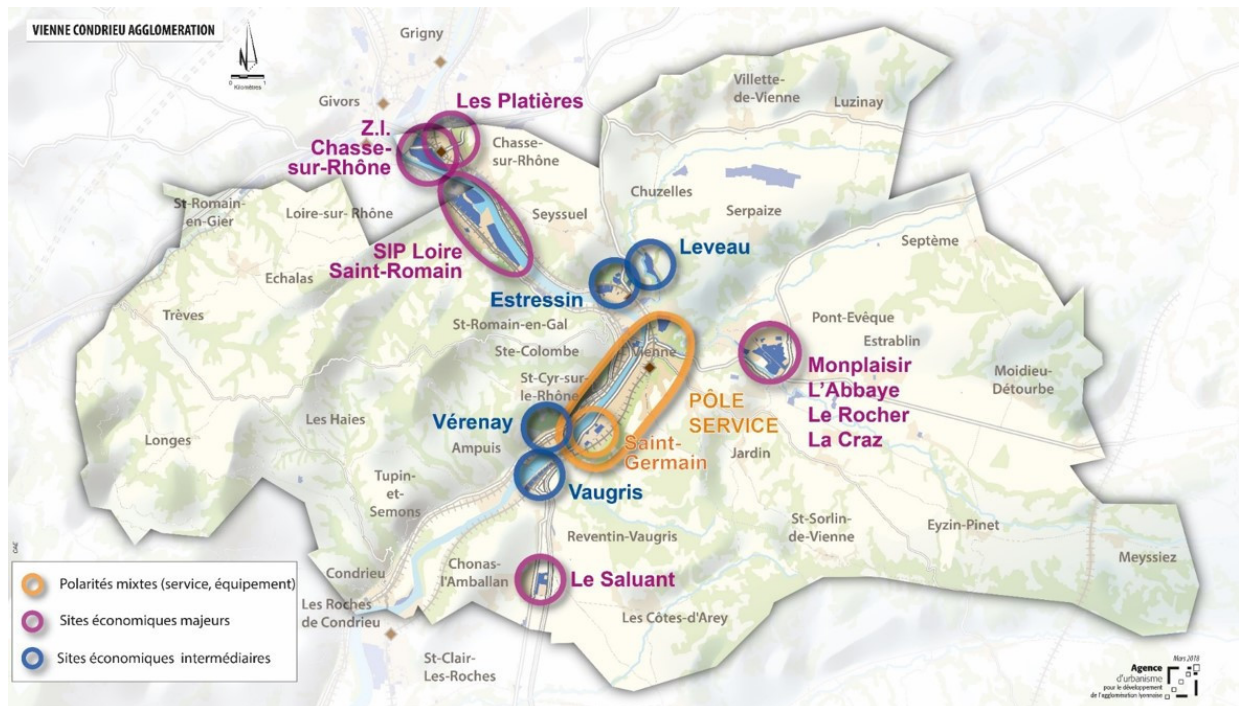 VIENNE CONDRIEU AGGLOMERATION
N
0 1
Kilomètres
Grigny
Givors
Les Platières
Z.I.
Chasse-
sur-Rhône
Chasse-
sur-Rhône
Villette-
de-Vienne
Luzinay
St-Romain-
en-Gier
Loire-sur- Rhône
Seyssuel
Chuzelles
Serpaize
Septème
SIP Loire
Saint-Romain
Echalas
Trèves
Leveau
Estressin
St-Romain-en-Gal
Ste-Colombe
Vienne
St-Cyr-sur-
le-Rhône
Pont-Evêque
Estrablin
Moidieu-
Détourbe
Monplaisir
L'Abbaye
Le Rocher
La Craz
PÔLE
SERVICE
Les Haies
Longes
Vérenay
Ampuis
Saint-
Germain
Jardin
Tupin-
et-
Semons
Vaugris
Reventin-Vaugris
St-Sorlin-
de-Vienne
Eyzin-Pinet
Meyssiez
Condrieu
Chonas-
l'Amballan
Le Saluant
Les Roches
de Condrieu
Les Côtes-d'Arey
St-Clair-
Les-Roches
Polarités mixtes (service, équipement)
Sites économiques majeurs
Sites économiques intermédiaires
Mars 2018
Agence
d'urbanisme
pour le développement
de l'agglomération lyonnaise